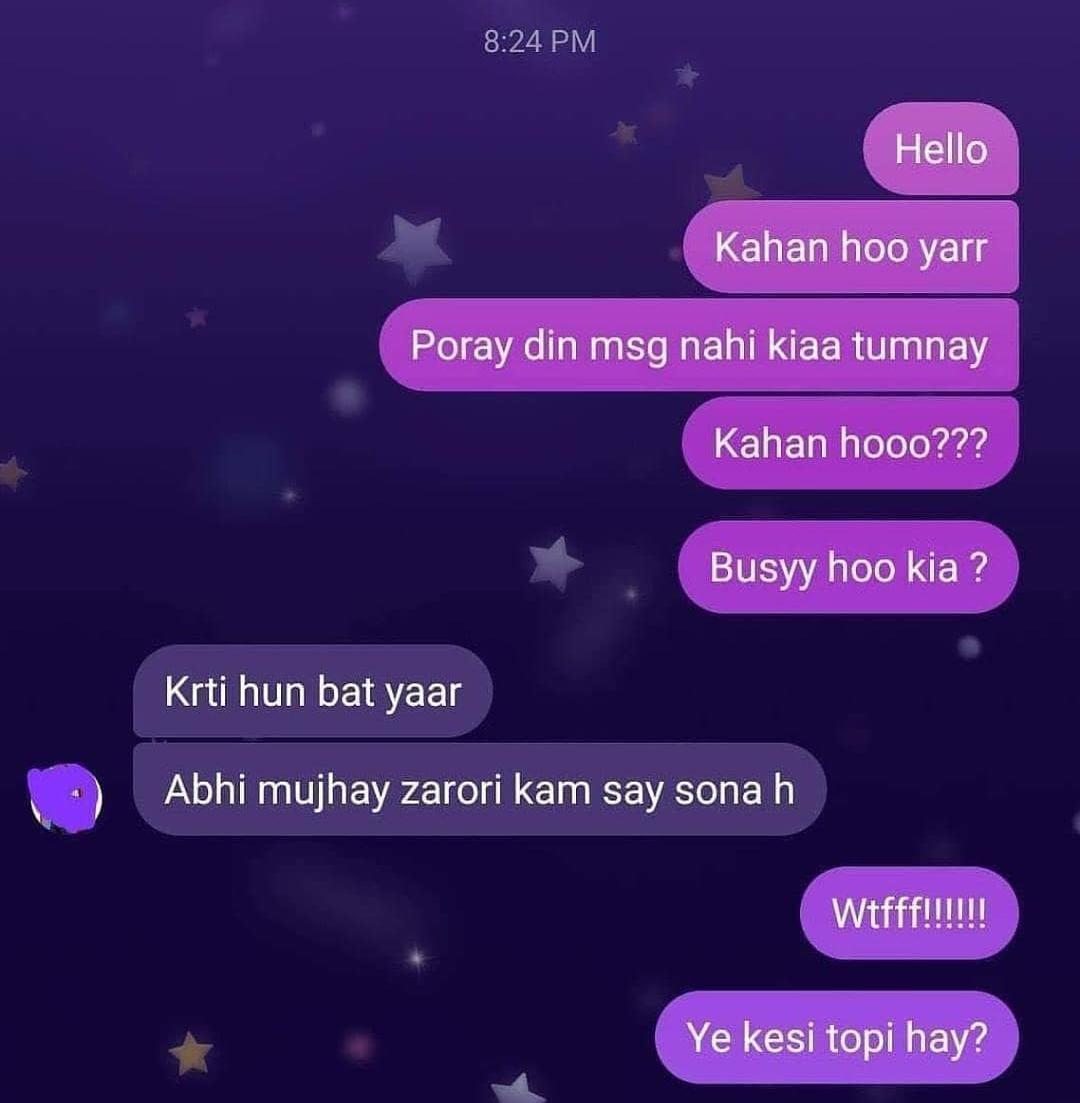 8:24 PM
Hello
Kahan hoo yarr
Poray din msg nahi kiaa tumnay
Kahan hooo???
Busyy hoo kia ?
Krti hun bat yaar
Abhi mujhay zarori kam say sona h
Wtfff!!!!!!
Ye kesi topi hay?